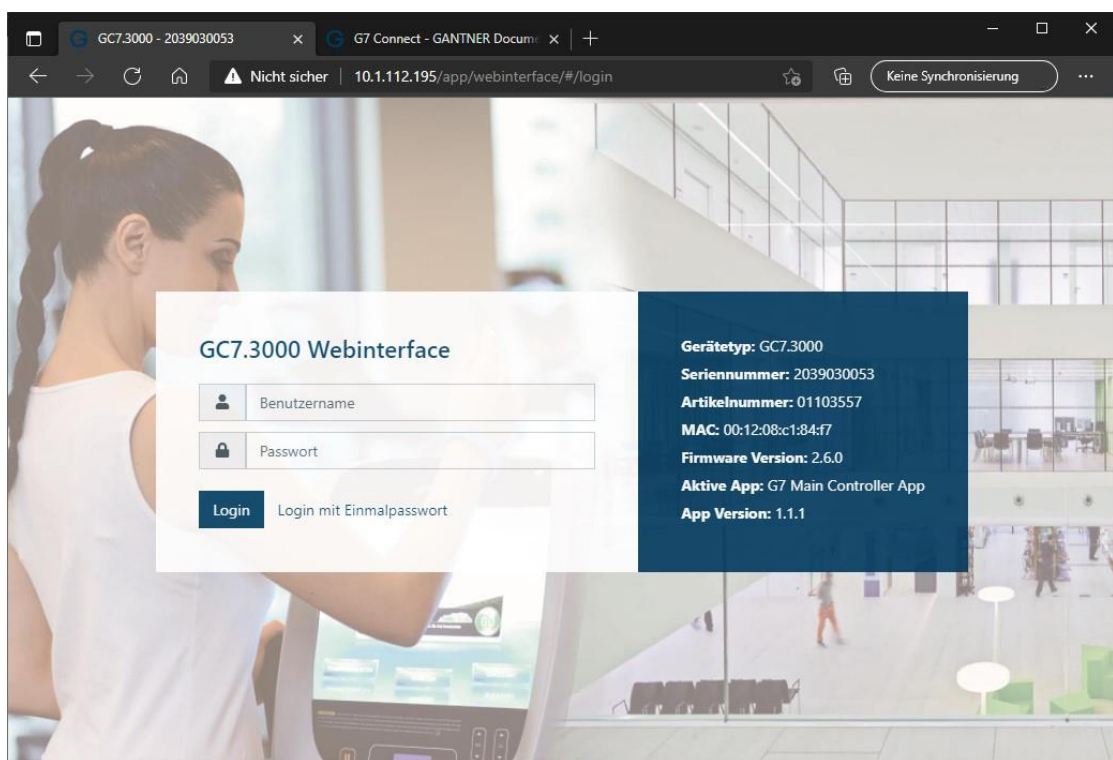 GC7.3000 - 2039030053
G7 Connect - GANTNER Docum
Nicht sicher | 10.1.112.195/app/webinterface/#/login
Keine Synchronisierung
GC7.3000 Webinterface
Benutzername
Passwort
Login Login mit Einmalpasswort
Gerätetyp: GC7.3000
Seriennummer: 2039030053
Artikelnummer: 01103557
MAC: 00:12:08:c1:84:f7
Firmware Version: 2.6.0
Aktive App: G7 Main Controller App
App Version: 1.1.1